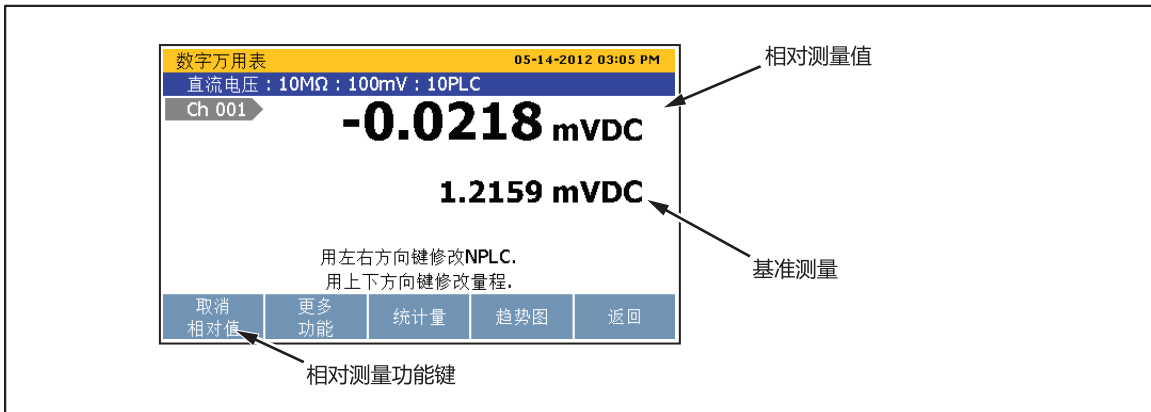 数字万用表 05-14-2012 03:05 PM
直流电压：10MΩ：100mV：10PLC
Ch 001
-0.0218 mVDC
1.2159 mVDC
用左右方向键修改NPLC.
用上下方向键修改量程.
取消
相对值
更多
功能
统计量
趋势图
返回
相对测量值
基准测量
相对测量功能键